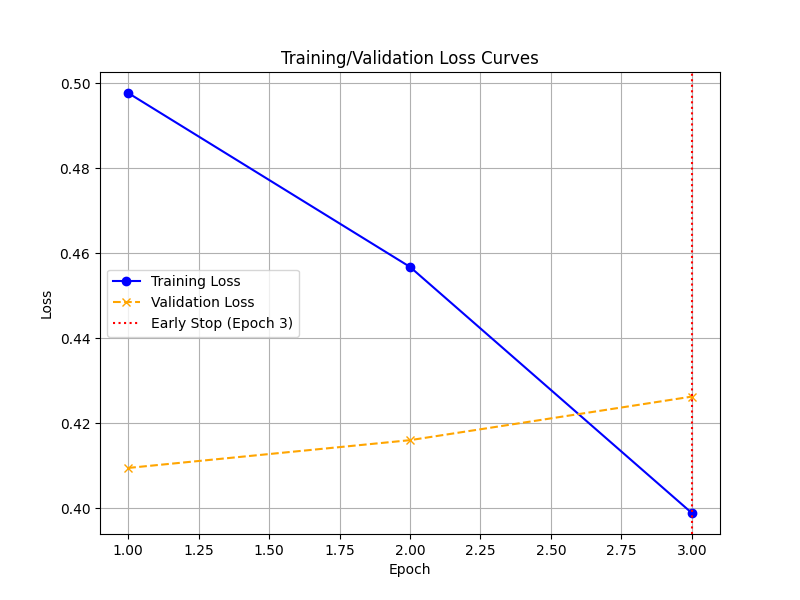 Training/Validation Loss Curves
Loss
0.50
0.48
0.46
0.44
0.42
0.40
Training Loss
Validation Loss
Early Stop (Epoch 3)
1.00 1.25 1.50 1.75 2.00 2.25 2.50 2.75 3.00
Epoch